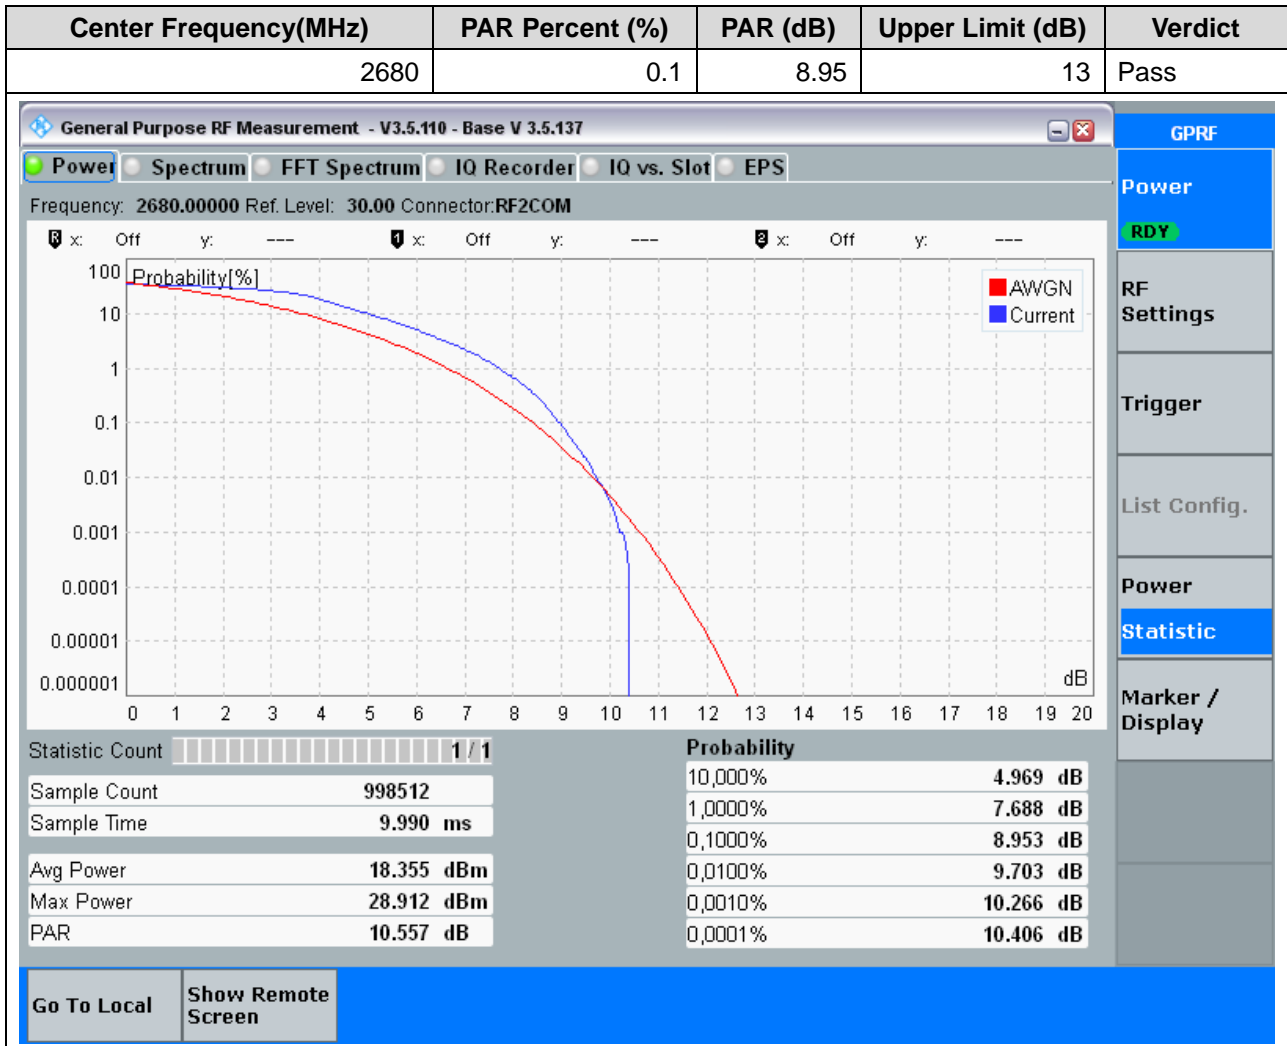 Center Frequency(MHz) PAR Percent (%) PAR (dB) Upper Limit (dB) Verdict
2680 0.1 8.95 13 Pass
General Purpose RF Measurement - V3.5.110 - Base V 3.5.137
GPRF
Power Spectrum FFT Spectrum IQ Recorder IQ vs. Slot EPS
Power
RDY
Frequency: 2680.00000 Ref. Level: 30.00 Connector:RF2COM
R x: Off y: --- 1 x: Off y: --- 2 x: Off y: ---
Probability[%]
AWGN
Current
100
10
1
0.1
0.01
0.001
0.0001
0.00001
0.000001
dB
0 1 2 3 4 5 6 7 8 9 10 11 12 13 14 15 16 17 18 19 20
RF
Settings
Trigger
List Config.
Power
Statistic
Marker /
Display
Statistic Count 1 / 1
Sample Count 998512
Sample Time 9.990 ms
Avg Power 18.355 dBm
Max Power 28.912 dBm
PAR 10.557 dB
Probability
10,000% 4.969 dB
1,0000% 7.688 dB
0,1000% 8.953 dB
0,0100% 9.703 dB
0,0010% 10.266 dB
0,0001% 10.406 dB
Go To Local
Show Remote
Screen